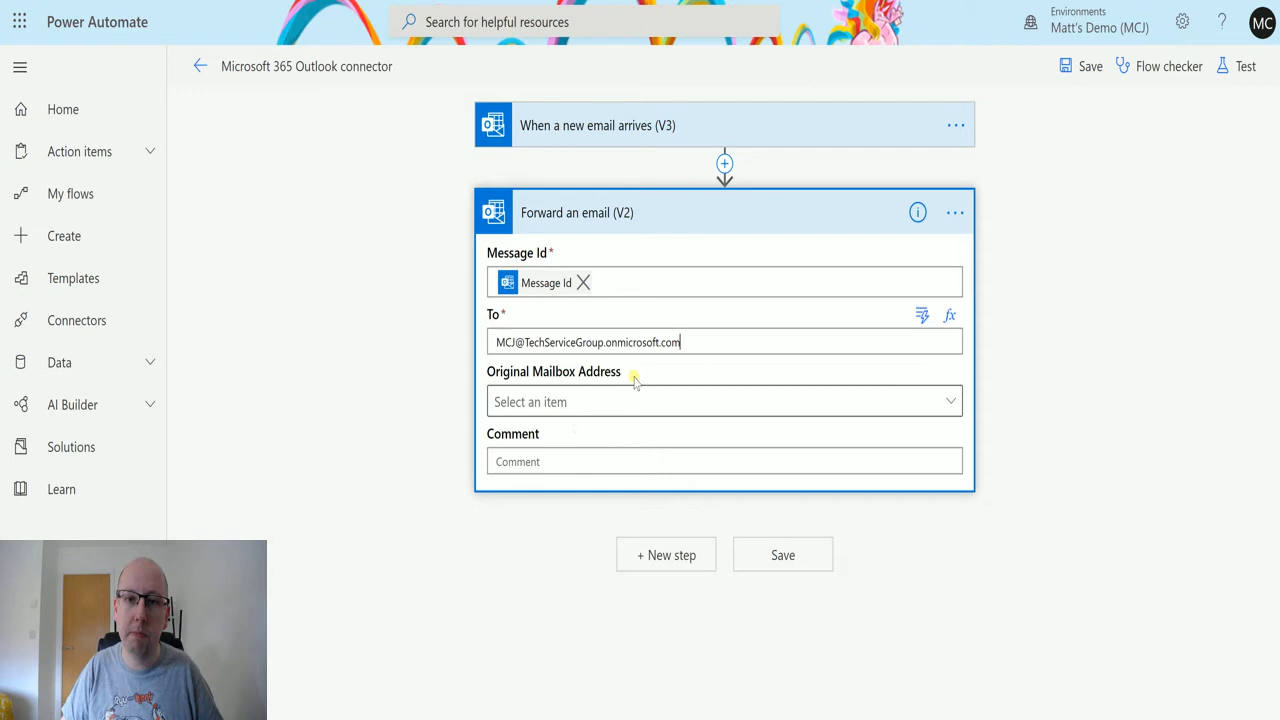 Power Automate
Search for helpful resources
Environments
Matt's Demo (MCJ)
MC
Microsoft 365 Outlook connector
Save
Flow checker
Test
Home
Action items
My flows
Create
Templates
Connectors
Data
AI Builder
Solutions
Learn
When a new email arrives (V3)
Forward an email (V2)
Message Id *
Message Id
To *
fx
MCJ@TechServiceGroup.onmicrosoft.com
Original Mailbox Address
Select an item
Comment
Comment
+ New step
Save